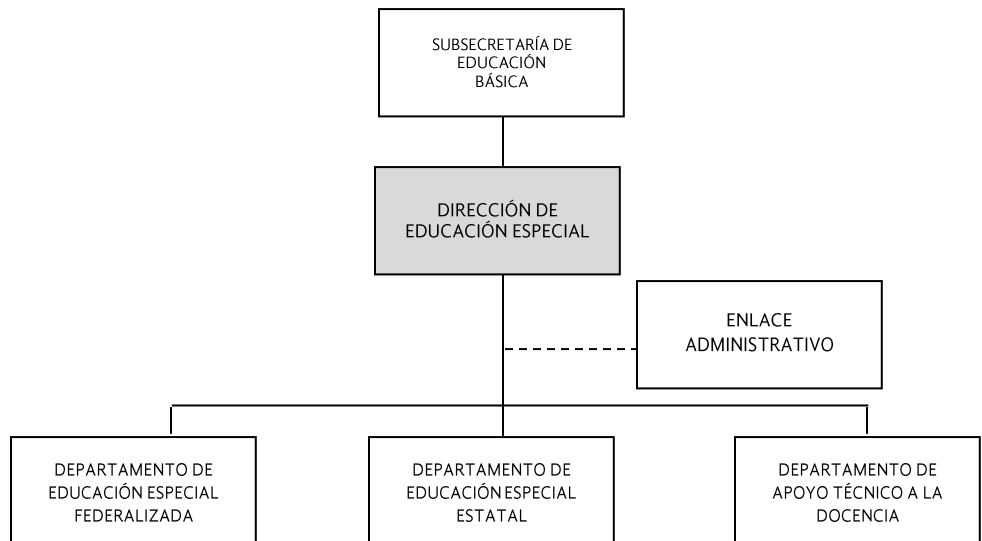 SUBSECRETARÍA DE
EDUCACIÓN
BÁSICA
DIRECCIÓN DE
EDUCACIÓN ESPECIAL
ENLACE
ADMINISTRATIVO
DEPARTAMENTO DE
EDUCACIÓN ESPECIAL
FEDERALIZADA
DEPARTAMENTO DE
EDUCACIÓN ESPECIAL
ESTATAL
DEPARTAMENTO DE
APOYO TÉCNICO A LA
DOCENCIA